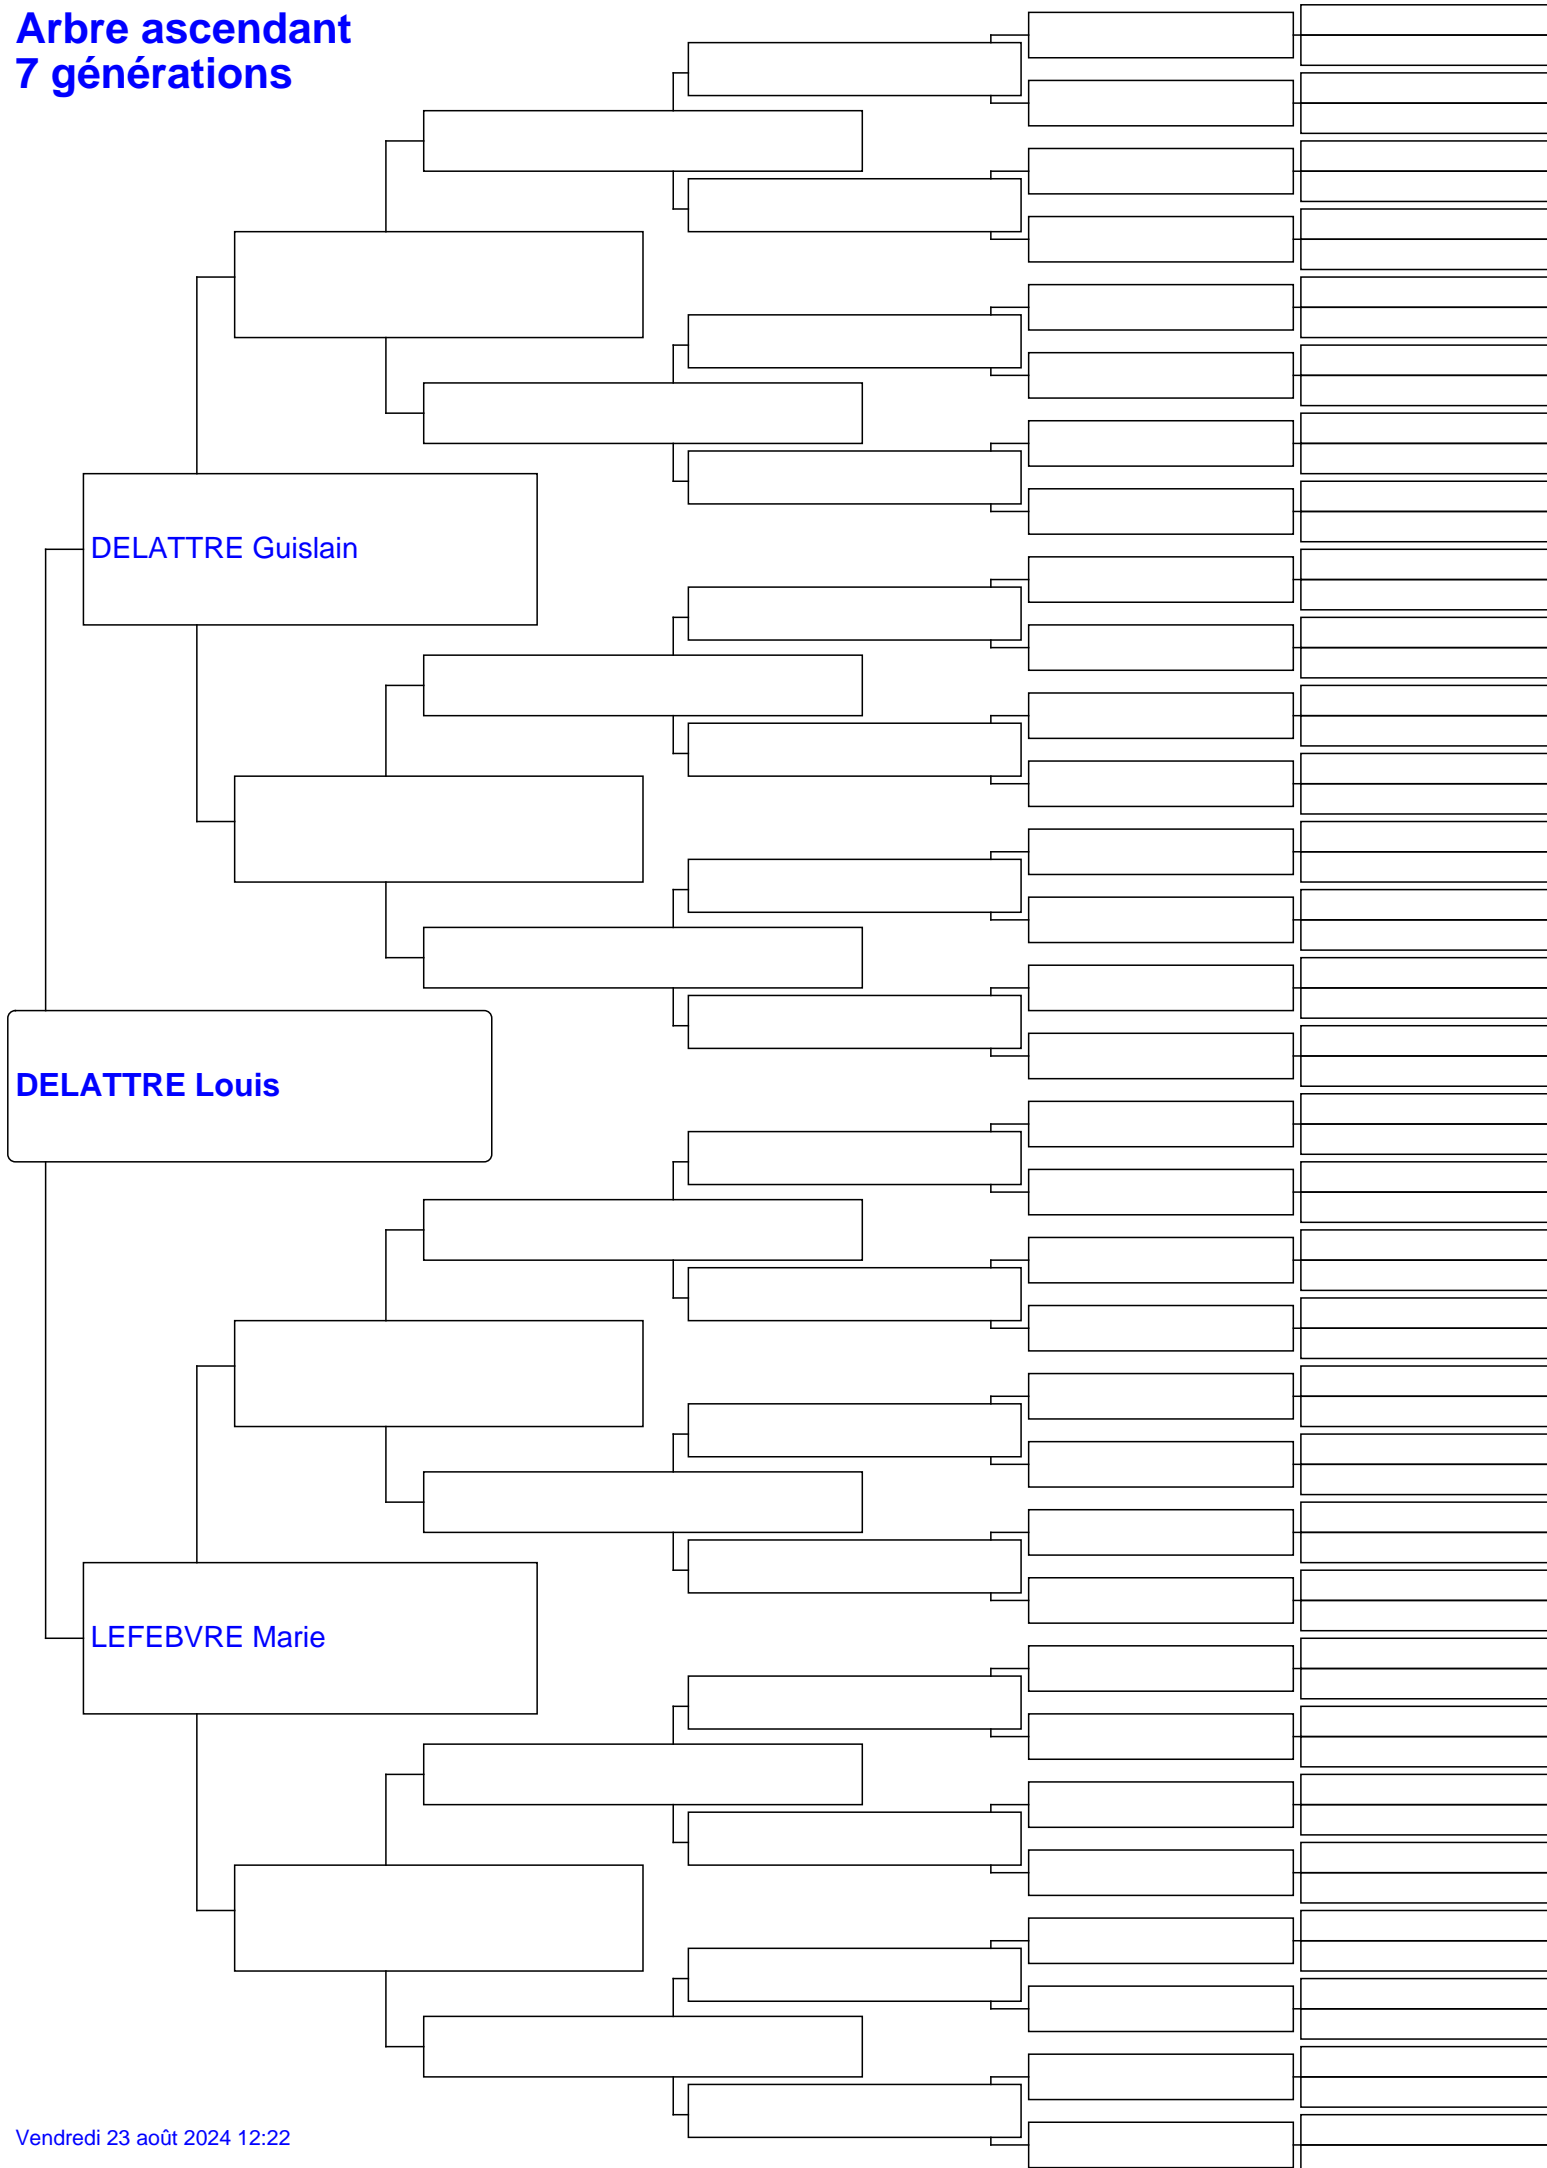 Arbre ascendant
7 générations
DELATTRE Guislain
DELATTRE Louis
LEFEBVRE Marie
Vendredi 23 août 2024 12:22